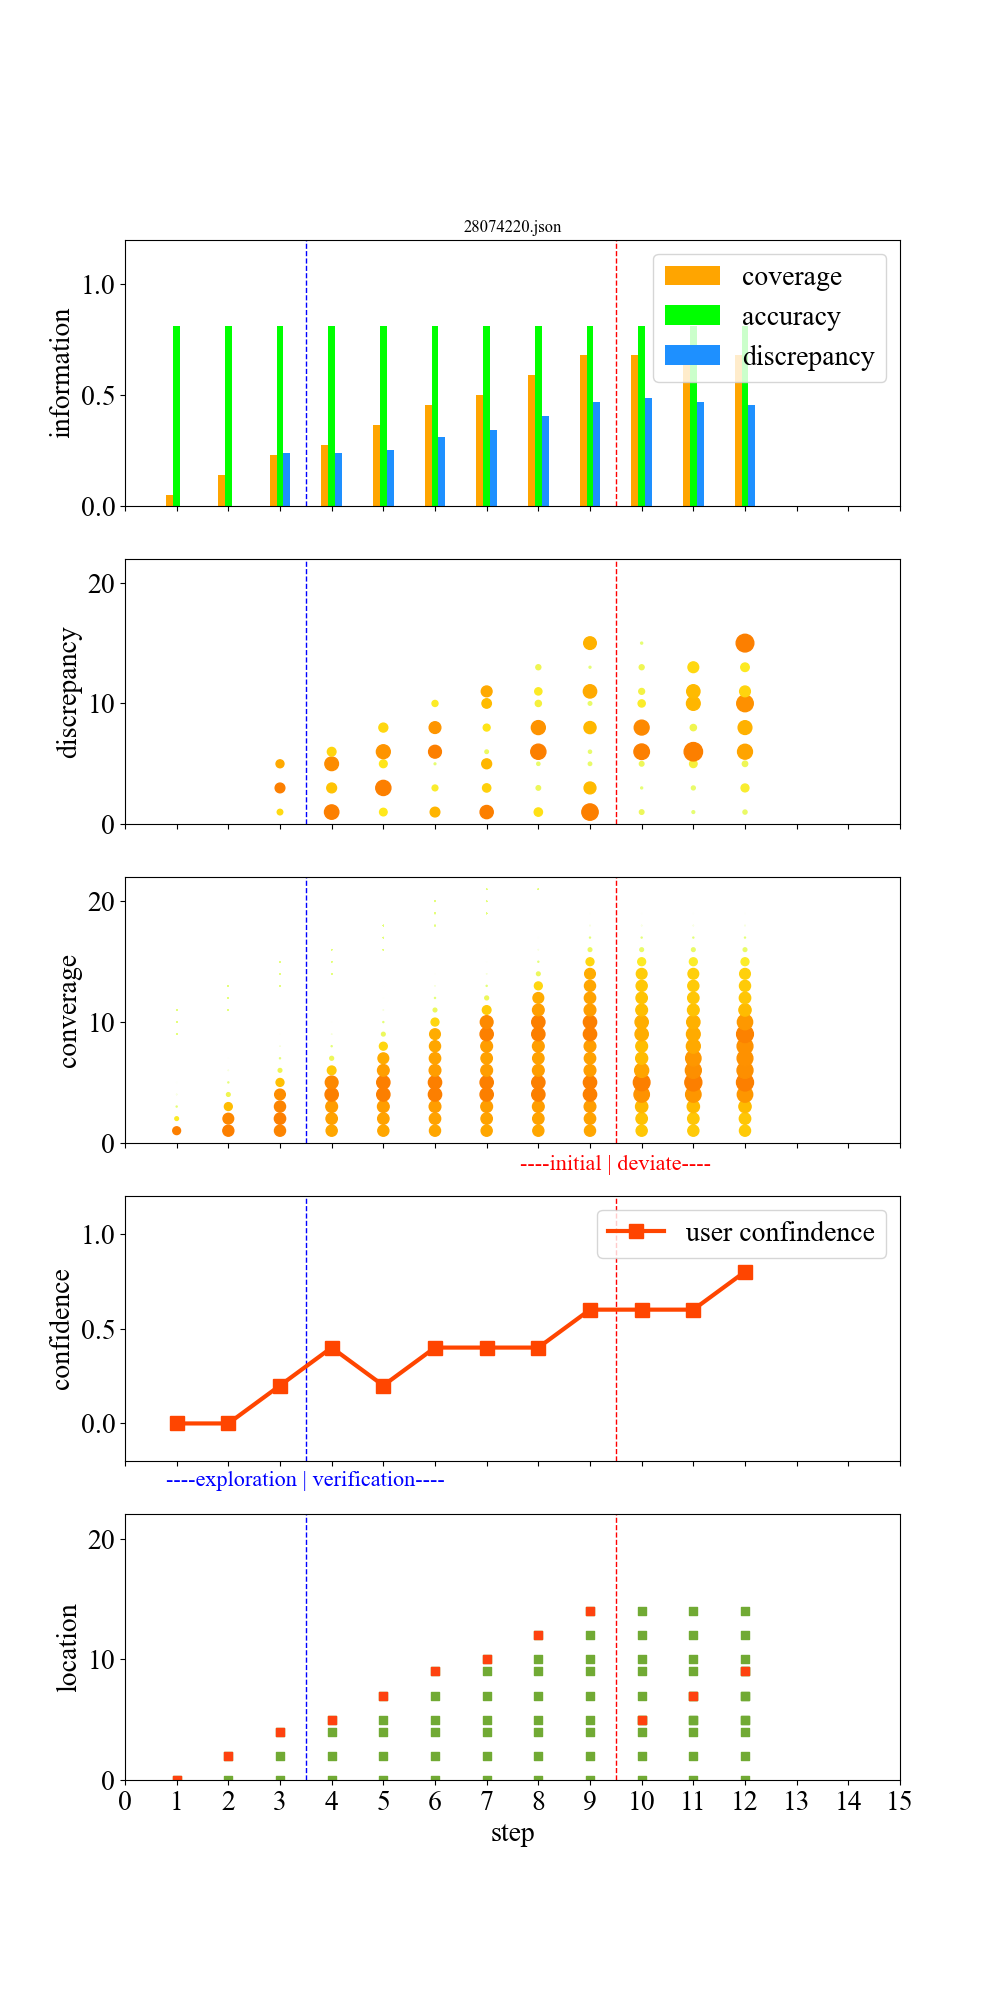 28074220.json
1.0
0.5
0.0
information
coverage
accuracy
discrepancy
20
10
0
discrepancy
20
10
0
converage
----initial | deviate----
1.0
0.5
0.0
confidence
user confindence
----exploration | verification----
20
10
0
location
0 1 2 3 4 5 6 7 8 9 10 11 12 13 14 15
step